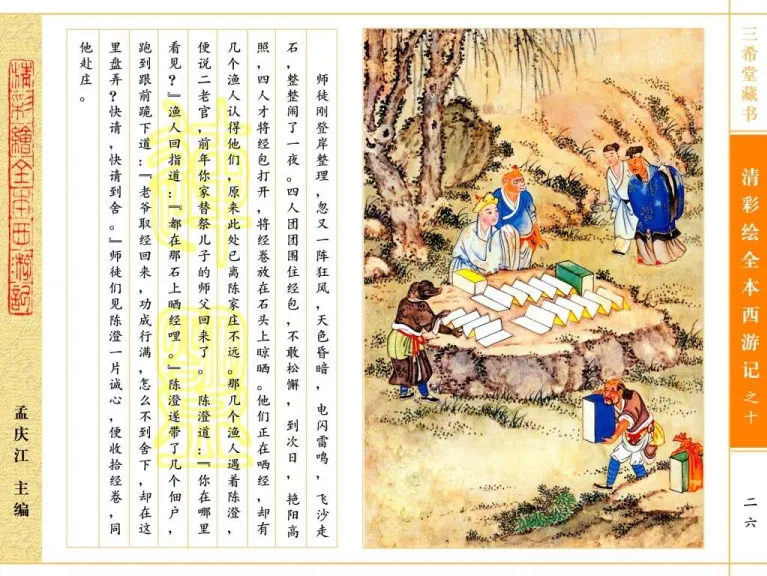 三希堂藏书
清彩绘全本西游记之十
二六
师徒刚登岸整理，忽又一阵狂风，天色昏暗，电闪雷鸣，飞沙走
石，整整闹了一夜。四人团团围住经包，不敢松懈，到次日，艳阳高
照，四人才将经包打开，将经卷放在石头上晾晒。他们正在晒经，却有
几个渔人认得他们，原来此处已离陈家庄不远。那几个渔人遇着陈澄，
便说二老官，前年你家替祭儿子的师父回来了。陈澄道：『你在哪里
看见？』渔人回指道：『都在那石上晒经哩。』陈澄遂带了几个佃户，
跑到跟前跪下道：『老爷取经回来，功成行满，怎么不到舍下，却在这
里盘弄？快请，快请到舍。』师徒们见陈澄一片诚心，便收拾经卷，同
他赴庄。
清彩繪全本西游記
孟庆江 主编